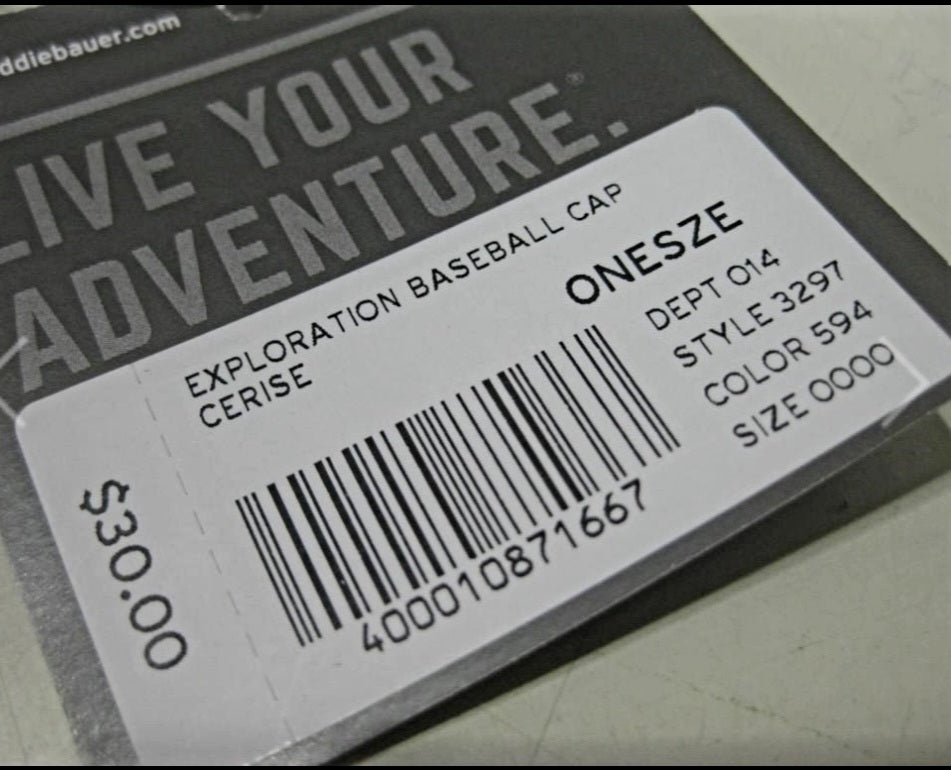 ddiebauer.com
LIVE YOUR
ADVENTURE.®
EXPLORATION BASEBALL CAP
CERISE
ONESZE
DEPT 014
STYLE 3297
COLOR 594
SIZE 0000
400010871667
$30.00